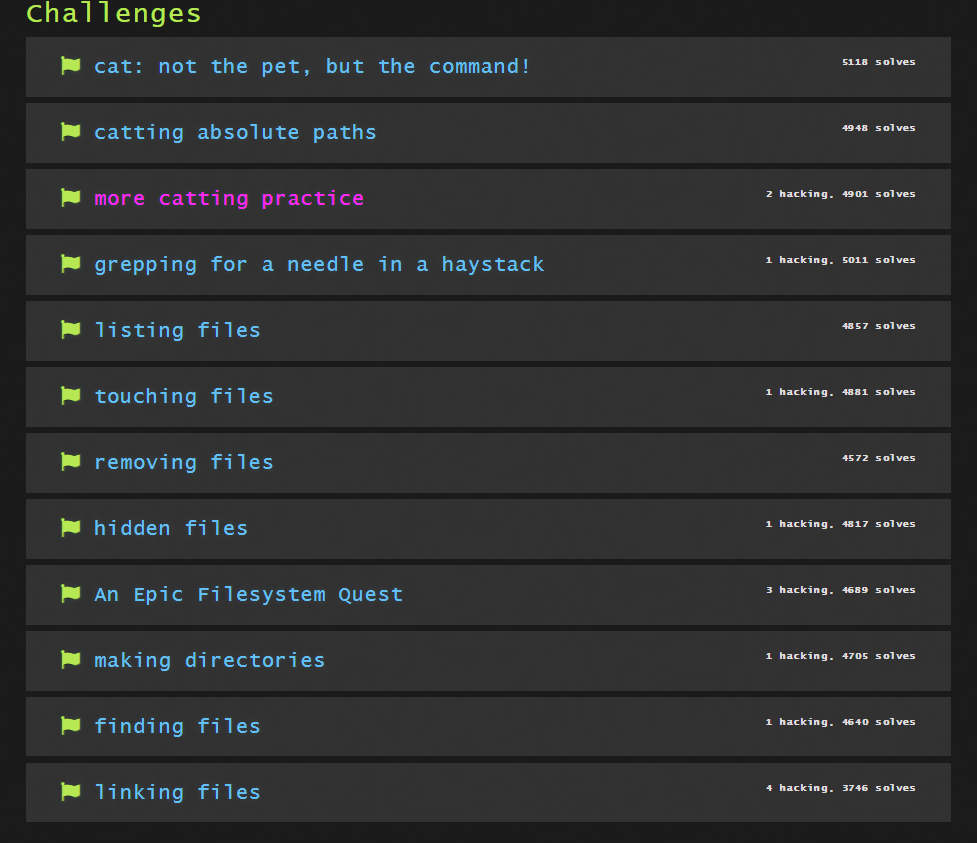 Challenges
cat: not the pet, but the command!
5118 solves
catting absolute paths
4948 solves
more catting practice
2 hacking, 4901 solves
grepping for a needle in a haystack
1 hacking, 5011 solves
listing files
4857 solves
touching files
1 hacking, 4881 solves
removing files
4572 solves
hidden files
1 hacking, 4817 solves
An Epic Filesystem Quest
3 hacking, 4689 solves
making directories
1 hacking, 4705 solves
finding files
1 hacking, 4640 solves
linking files
4 hacking, 3746 solves